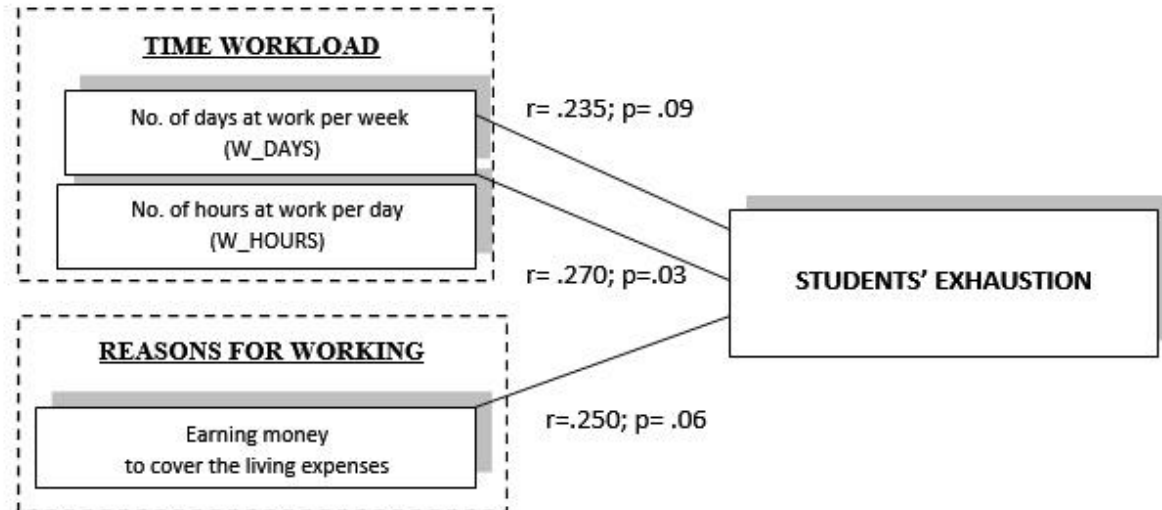 TIME WORKLOAD
No. of days at work per week
(W_DAYS)
No. of hours at work per day
(W_HOURS)
r= .235; p= .09
r= .270; p=.03
STUDENTS’ EXHAUSTION
REASONS FOR WORKING
Earning money
to cover the living expenses
r=.250; p= .06